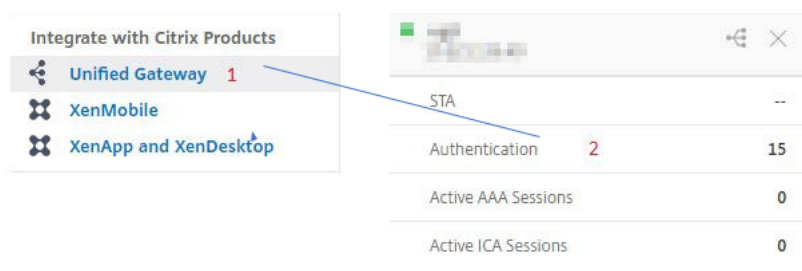 Integrate with Citrix Products
Unified Gateway 1
XenMobile
XenApp and XenDesktop
STA --
Authentication 2 15
Active AAA Sessions 0
Active ICA Sessions 0